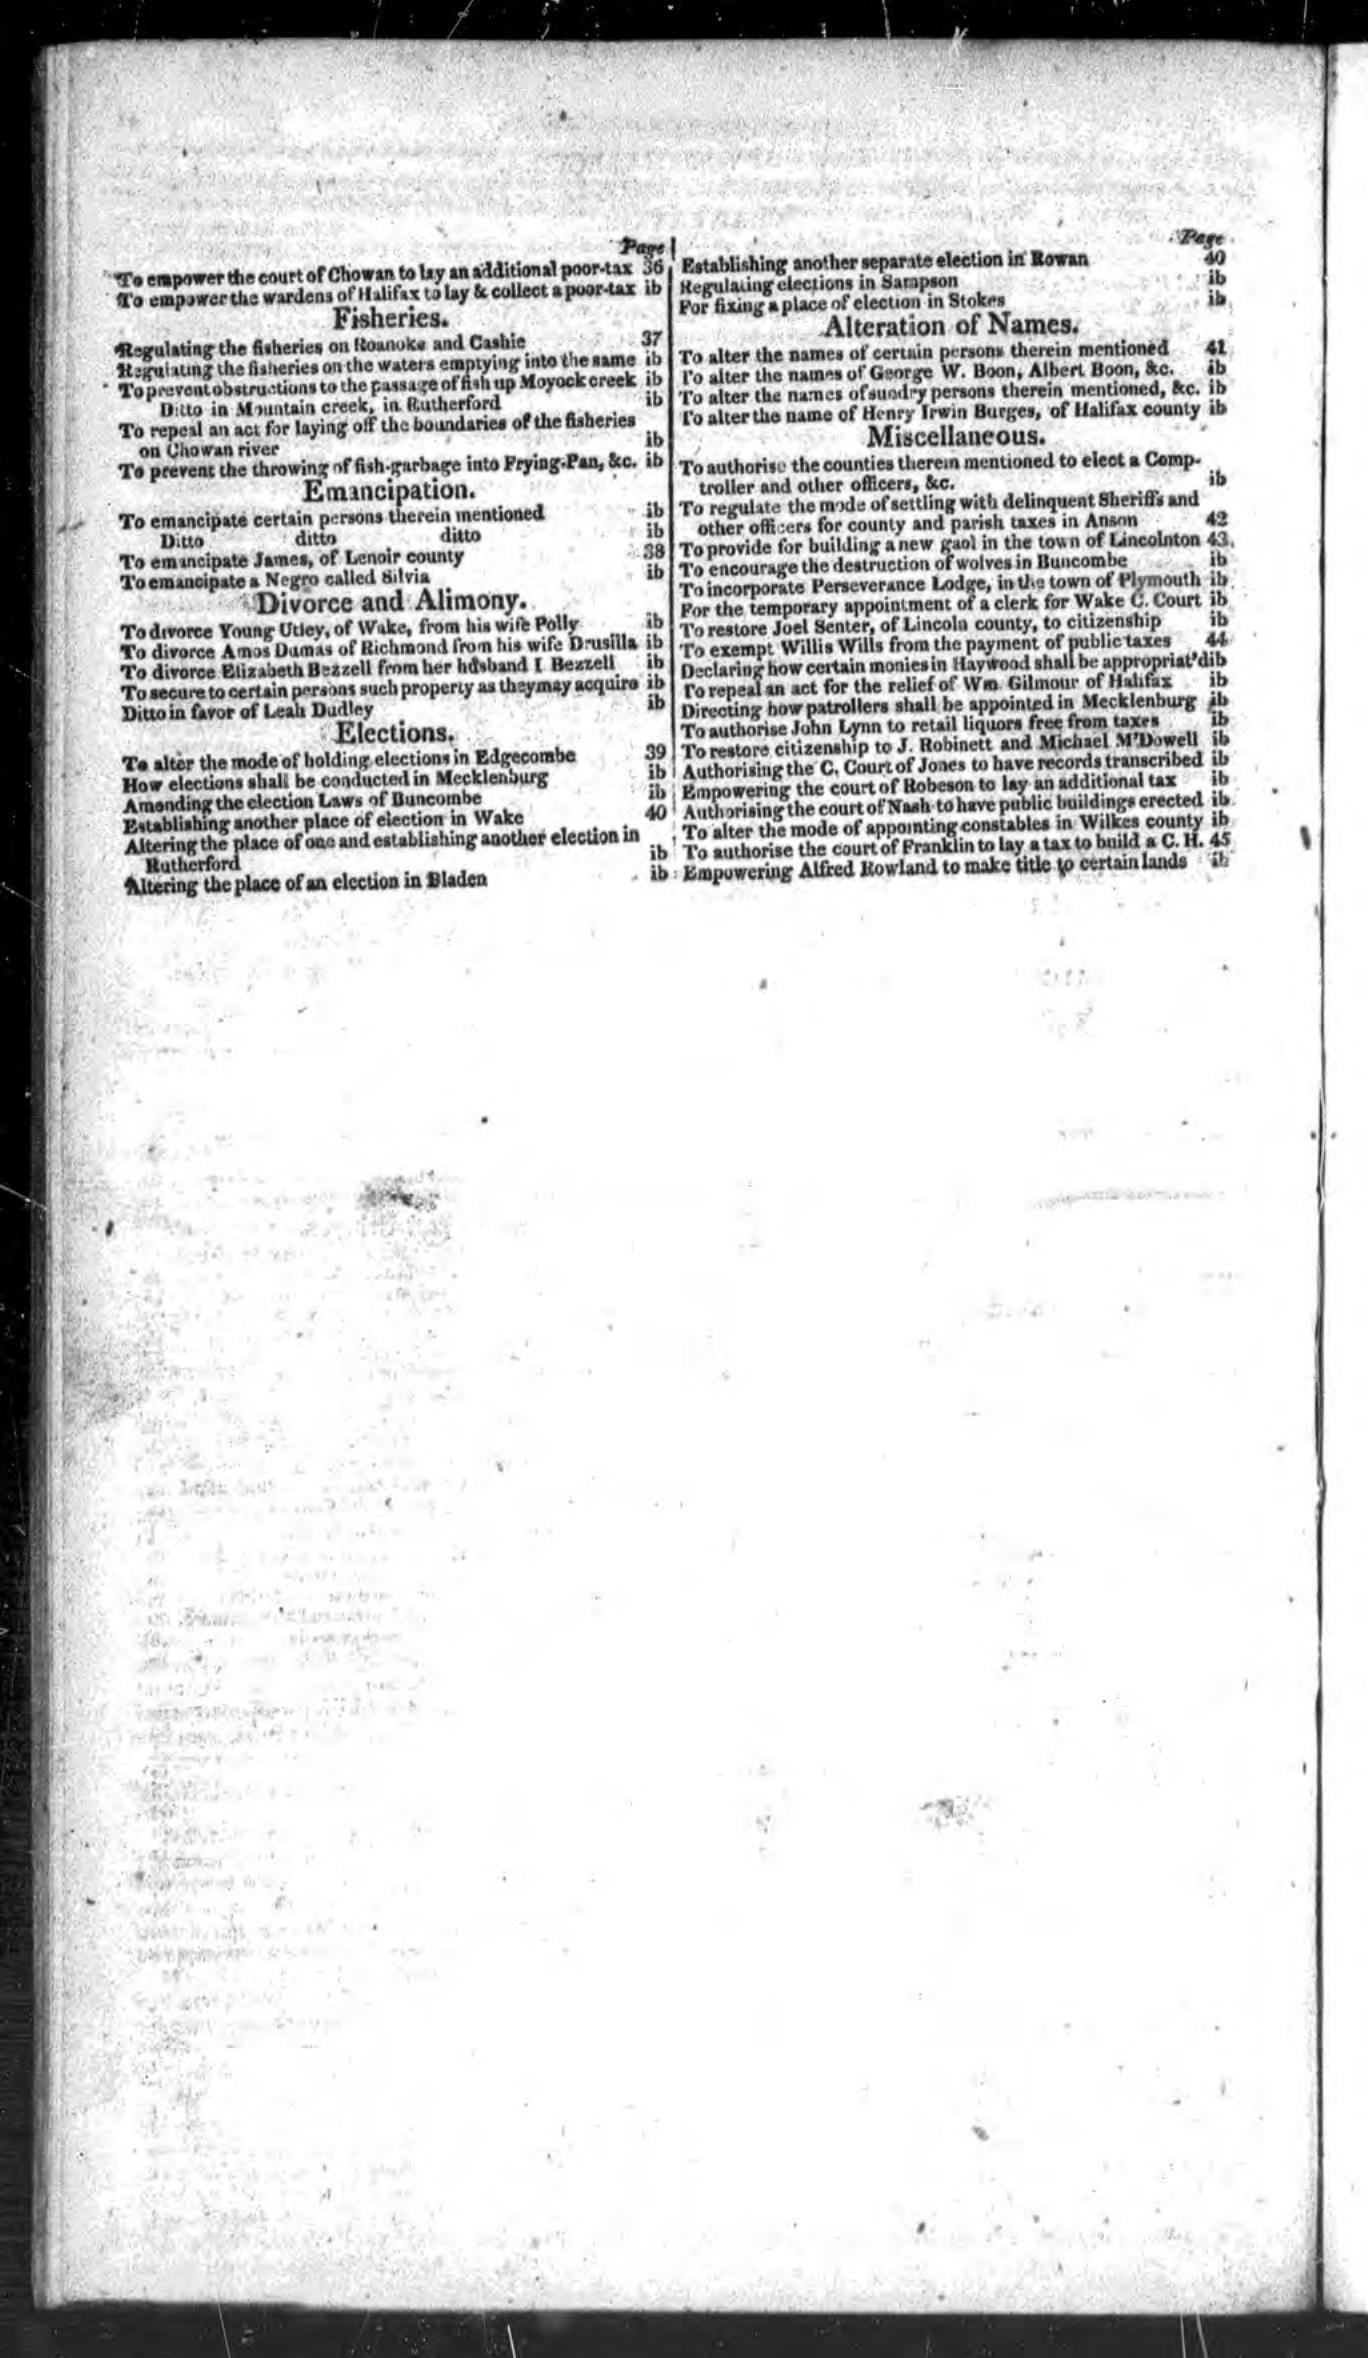 Page
To empower the court of Chowan to lay an additional poor-tax 36
To empower the wardens of Halifax to lay & collect a poor-tax ib
Fisheries.
Regulating the fisheries on Roanoke and Cashie 37
Regulating the fisheries on the waters emptying into the same ib
To prevent obstructions to the passage of fish up Moyock creek ib
Ditto in Mountain creek, in Rutherford ib
To repeal an act for laying off the boundaries of the fisheries
on Chowan river ib
To prevent the throwing of fish-garbage into Frying-Pan, &c. ib
Emancipation.
To emancipate certain persons therein mentioned ib
Ditto ditto ditto ib
To emancipate James, of Lenoir county 38
To emancipate a Negro called Silvia ib
Divorce and Alimony.
To divorce Young Utley, of Wake, from his wife Polly ib
To divorce Amos Dumas of Richmond from his wife Drusilla ib
To divorce Elizabeth Bezzell from her husband I. Bezzell ib
To secure to certain persons such property as they may acquire ib
Ditto in favor of Leah Dudley ib
Elections.
To alter the mode of holding elections in Edgecombe 39
How elections shall be conducted in Mecklenburg ib
Amending the election Laws of Buncombe ib
Establishing another place of election in Wake 40
Altering the place of one and establishing another election in
Rutherford ib
Altering the place of an election in Bladen ib
Page
Establishing another separate election in Rowan 40
Regulating elections in Sampson ib
For fixing a place of election in Stokes ib
Alteration of Names.
To alter the names of certain persons therein mentioned 41
To alter the names of George W. Boon, Albert Boon, &c. ib
To alter the names of sundry persons therein mentioned, &c. ib
To alter the name of Henry Irwin Burges, of Halifax county ib
Miscellaneous.
To authorise the counties therein mentioned to elect a Comp-
troller and other officers, &c. ib
To regulate the mode of settling with delinquent Sheriffs and
other officers for county and parish taxes in Anson 42
To provide for building a new gaol in the town of Lincolnton 43
To encourage the destruction of wolves in Buncombe ib
To incorporate Perseverance Lodge, in the town of Plymouth ib
For the temporary appointment of a clerk for Wake C. Court ib
To restore Joel Senter, of Lincoln county, to citizenship ib
To exempt Willis Wills from the payment of public taxes 44
Declaring how certain monies in Haywood shall be appropriat'd ib
To repeal an act for the relief of Wm. Gilmour of Halifax ib
Directing how patrollers shall be appointed in Mecklenburg ib
To authorise John Lynn to retail liquors free from taxes ib
To restore citizenship to J. Robinett and Michael M'Dowell ib
Authorising the C. Court of Jones to have records transcribed ib
Empowering the court of Robeson to lay an additional tax ib
Authorising the court of Nash to have public buildings erected ib
To alter the mode of appointing constables in Wilkes county ib
To authorise the court of Franklin to lay a tax to build a C. H. 45
Empowering Alfred Rowland to make title to certain lands ib